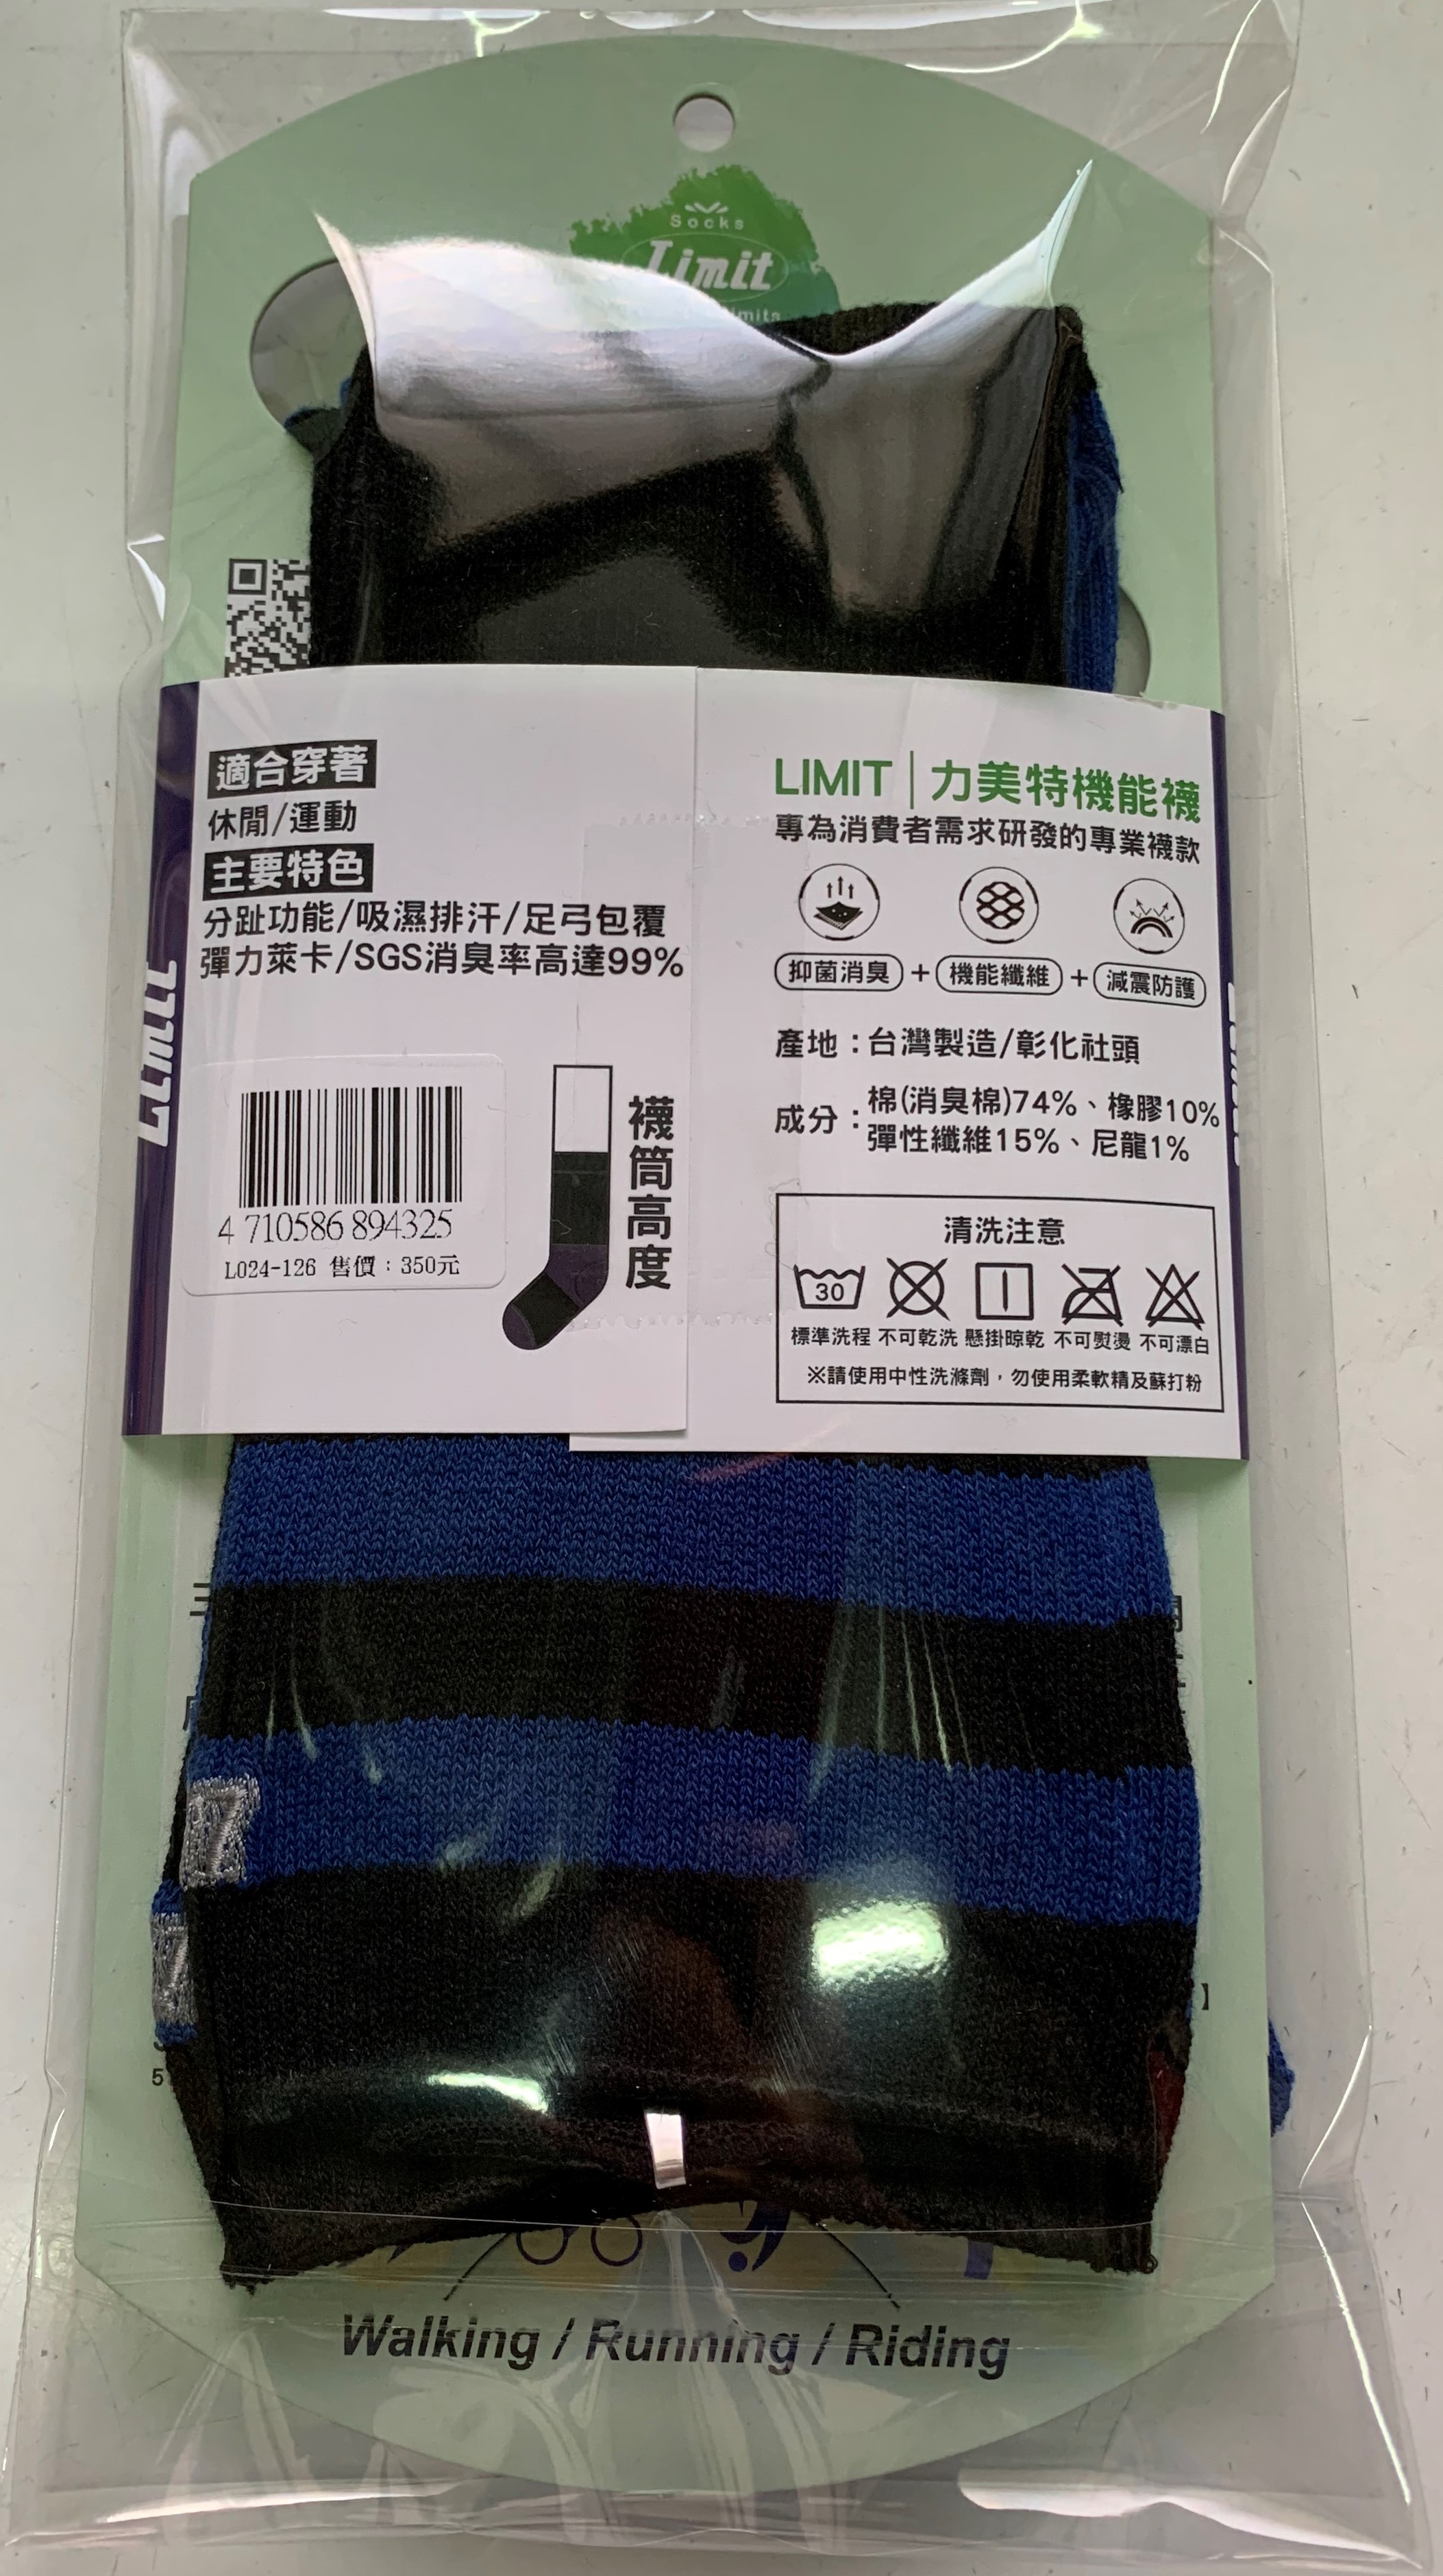 Socks
Limit
適合穿著
休閒/運動
主要特色
分趾功能/吸濕排汗/足弓包覆
彈力萊卡/SGS消臭率高達99%
Limit
4 710586 894325
L024-126 售價：350元
襪筒高度
LIMIT | 力美特機能襪
專為消費者需求研發的專業襪款
抑菌消臭 + 機能纖維 + 減震防護
產地：台灣製造/彰化社頭
成分：棉(消臭棉)74%、橡膠10%
彈性纖維15%、尼龍1%
清洗注意
30
標準洗程 不可乾洗 懸掛晾乾 不可熨燙 不可漂白
※請使用中性洗滌劑，勿使用柔軟精及蘇打粉
5
Walking / Running / Riding